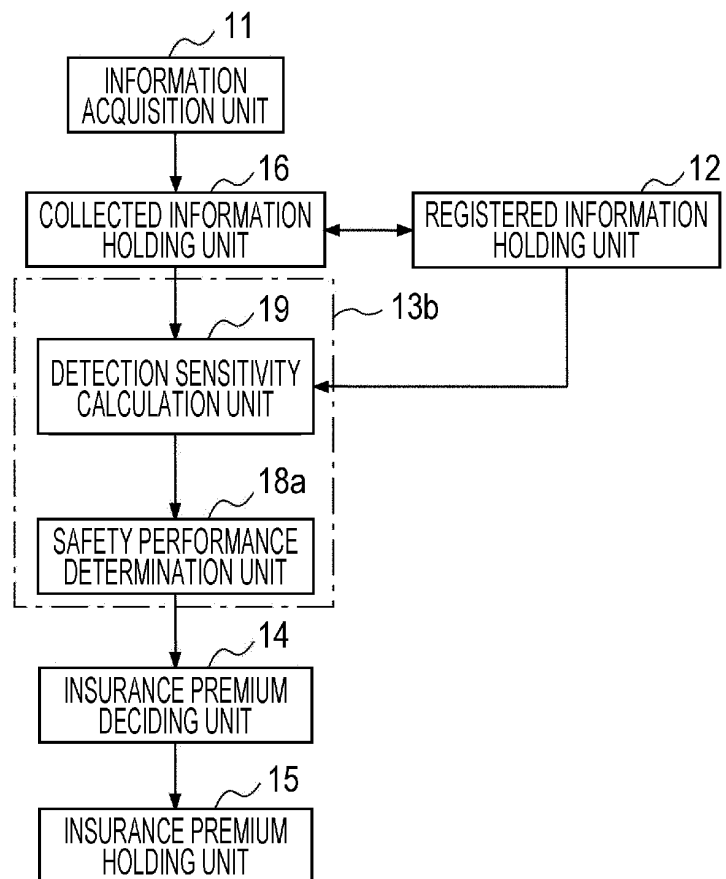 11
INFORMATION
ACQUISITION UNIT
16
COLLECTED INFORMATION
HOLDING UNIT
12
REGISTERED INFORMATION
HOLDING UNIT
13b
19
DETECTION SENSITIVITY
CALCULATION UNIT
18a
SAFETY PERFORMANCE
DETERMINATION UNIT
14
INSURANCE PREMIUM
DECIDING UNIT
15
INSURANCE PREMIUM
HOLDING UNIT